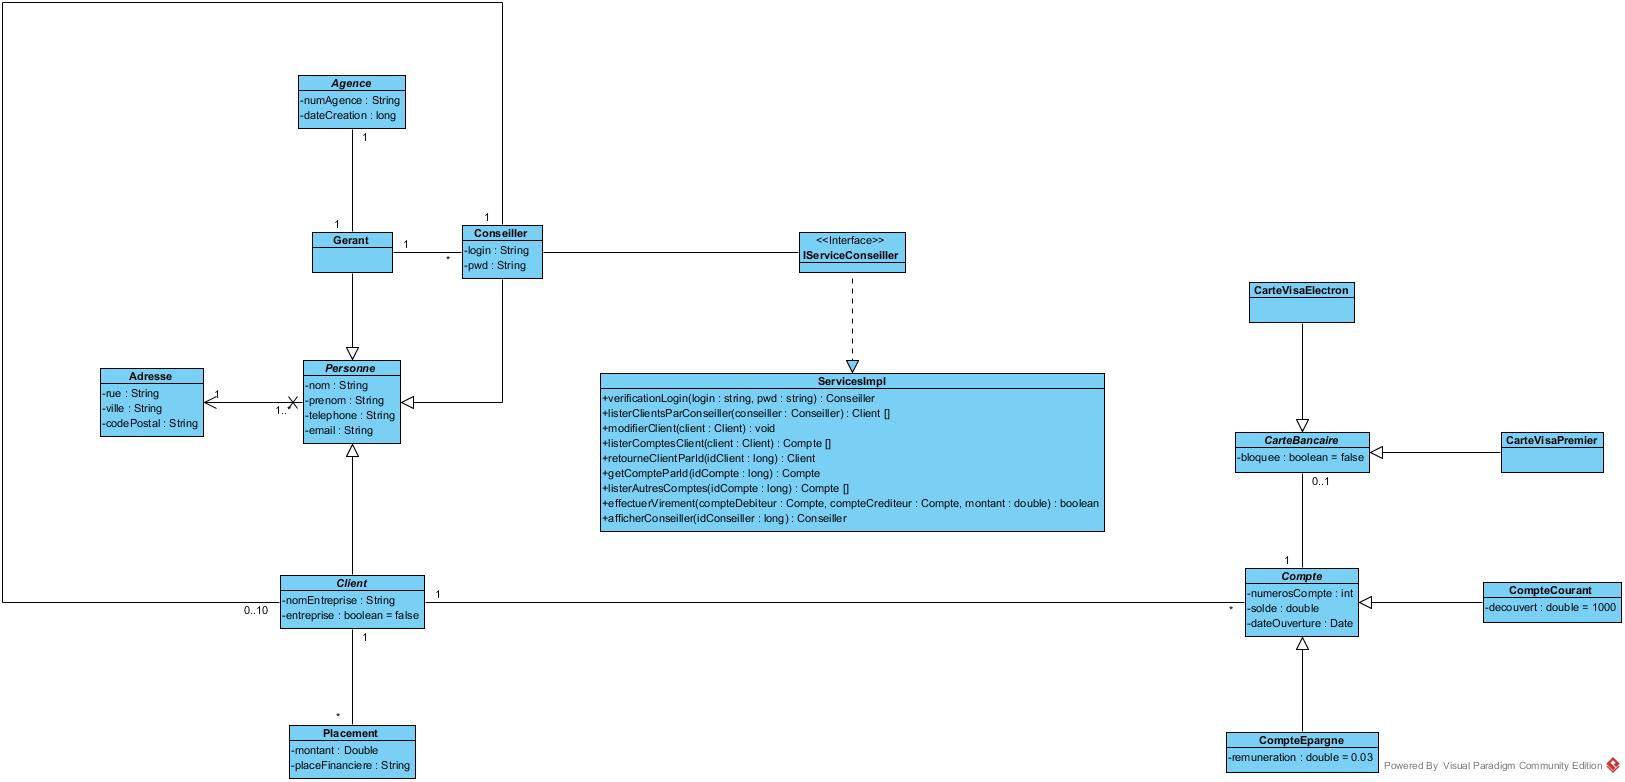 Agence
-numAgence : String
-dateCreation : long
1
1
Gerant
1
*
1
Conseiller
-login : String
-pwd : String
<<Interface>>
IServiceConseiller
CarteVisaElectron
Adresse
-rue : String
-ville : String
-codePostal : String
1
1..*
Personne
-nom : String
-prenom : String
-telephone : String
-email : String
ServicesImpl
+verificationLogin(login : string, pwd : string) : Conseiller
+listerClientsParConseiller(conseiller : Conseiller) : Client []
+modifierClient(client : Client) : void
+listerComptesClient(client : Client) : Compte []
+retourneClientParId(idClient : long) : Client
+getCompteParId(idCompte : long) : Compte
+listerAutresComptes(idCompte : long) : Compte []
+effectuerVirement(compteDebiteur : Compte, compteCrediteur : Compte, montant : double) : boolean
+afficherConseiller(idConseiller : long) : Conseiller
CarteBancaire
-bloquee : boolean = false
CarteVisaPremier
0..1
1
Client
-nomEntreprise : String
-entreprise : boolean = false
0..10
1
1
*
Compte
-numerosCompte : int
-solde : double
-dateOuverture : Date
CompteCourant
-decouvert : double = 1000
*
Placement
-montant : Double
-placeFinanciere : String
CompteEpargne
-remuneration : double = 0.03
Powered By Visual Paradigm Community Edition